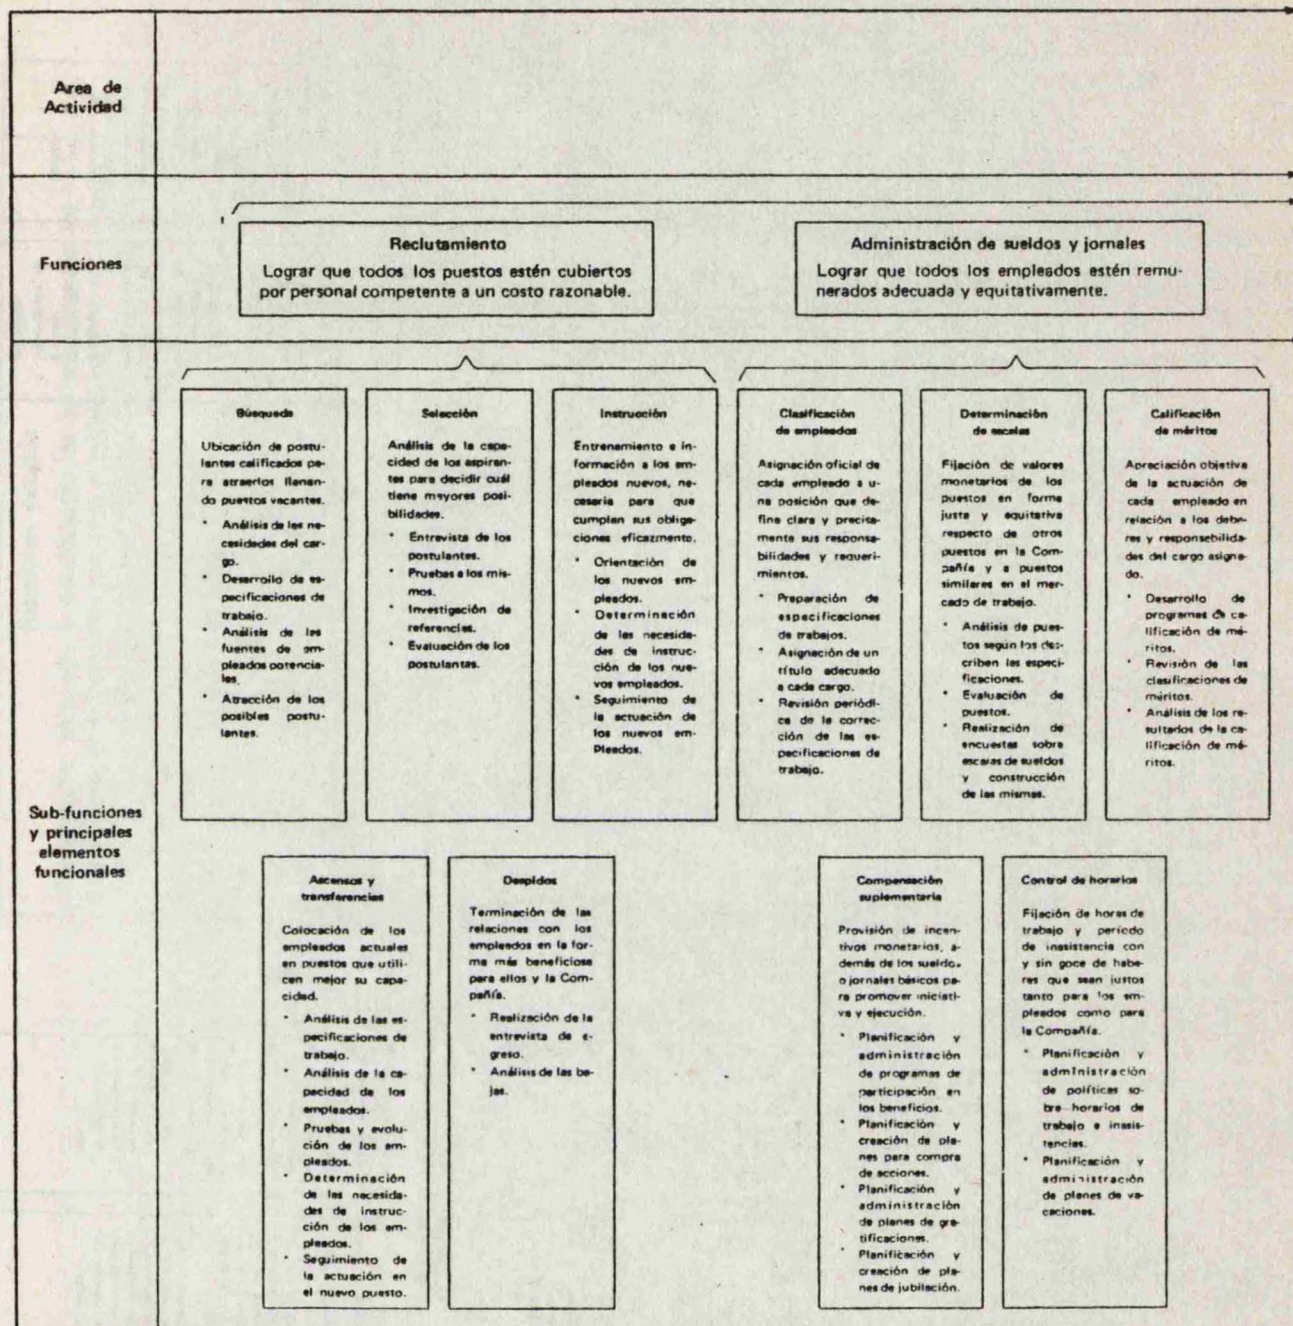 Area de
Actividad
Funciones
Reclutamiento
Lograr que todos los puestos estén cubiertos
por personal competente a un costo razonable.
Administración de sueldos y jornales
Lograr que todos los empleados estén remu-
nerados adecuada y equitativamente.
Sub-funciones
y principales
elementos
funcionales
Búsqueda
Ubicación de postu-
lantes calificados pa-
ra atraerlos llenan-
do puestos vacantes.
* Análisis de las ne-
cesidades del car-
go.
* Desarrollo de es-
pecificaciones de
trabajo.
* Análisis de las
fuentes de em-
pleados potencia-
les.
* Atracción de los
posibles postu-
lantes.
Selección
Análisis de la capa-
cidad de los aspiran-
tes para decidir cuál
tiene mayores posi-
bilidades.
* Entrevista de los
postulantes.
* Pruebas a los mis-
mos.
* Investigación de
referencias.
* Evaluación de los
postulantes.
Instrucción
Entrenamiento e in-
formación a los em-
pleados nuevos, ne-
cesaria para que
cumplan sus obliga-
ciones eficazmento.
* Orientación de
los nuevos em-
pleados.
* Determinación
de las necesida-
des de instruc-
ción de los nue-
vos empleados.
* Seguimiento de
la actuación de
los nuevos em-
Pleados.
Clasificación
de empleados
Asignación oficial de
cada empleado a u-
na posición que de-
fine clara y precisa-
mente sus responsa-
bilidades y requeri-
mientos.
* Preparación de
especificaciones
de trabajos.
* Asignación de un
título adecuado
a cada cargo.
* Revisión periódi-
ca de la correc-
ción de las es-
pecificaciones de
trabajo.
Determinación
de escalas
Fijación de valores
monetarios de los
puestos en forma
justa y equitativa
respecto de otros
puestos en la Com-
pañía y a puestos
similares en el mer-
cado de trabajo.
* Análisis de pues-
tos según los des-
criben las especi-
ficaciones.
* Evaluación de
puestos.
* Realización de
encuestas sobre
escalas de sueldos
y construcción
de las mismas.
Calificación
de méritos
Apreciación objetiva
de la actuación de
cada empleado en
relación a los debe-
res y responsebilida-
des del cargo asigna-
do.
* Desarrollo de
programas de ca-
lificación de mé-
ritos.
* Revisión de las
clasificaciones de
méritos.
* Análisis de los re-
sultados de la ca-
lificación de mé-
ritos.
Ascensos y
transferencias
Colocación de los
empleados actuales
en puestos que utili-
cen mejor su capa-
cidad.
* Análisis de las es-
pecificaciones de
trabajo.
* Análisis de la ca-
pacidad de los
empleados.
* Pruebas y evolu-
ción de los em-
pleados.
* Determinación
de las necesida-
des de instruc-
ción de los em-
pleados.
* Seguimiento de
la actuación en
el nuevo puesto.
Despidos
Terminación de las
relaciones con los
empleados en la for-
ma más beneficiosa
para ellos y la Com-
pañía.
* Realización de la
entrevista de e-
greso.
* Análisis de las ba-
jas.
Compensación
suplementaria
Provisión de incen-
tivos monetarios, a-
demás de los sueldo.
o jornales básicos pa-
ra promover iniciati-
va y ejecución.
* Planificación y
administración
de programas de
participación en
los beneficios.
* Planificación y
creación de pla-
nes para compra
de acciones.
* Planificación y
administración
de planes de gra-
tificaciones.
* Planificación y
creación de pla-
nes de jubilación.
Control de horarios
Fijación de horas de
trabajo y período
de inasistencia con
y sin goce de habe-
res que sean justos
tanto para los em-
pleados como para
la Compañía.
* Planificación y
administración
de políticas so-
bre horarios de
trabajo e inasis-
tencias.
* Planificación y
administración
de planes de va-
caciones.